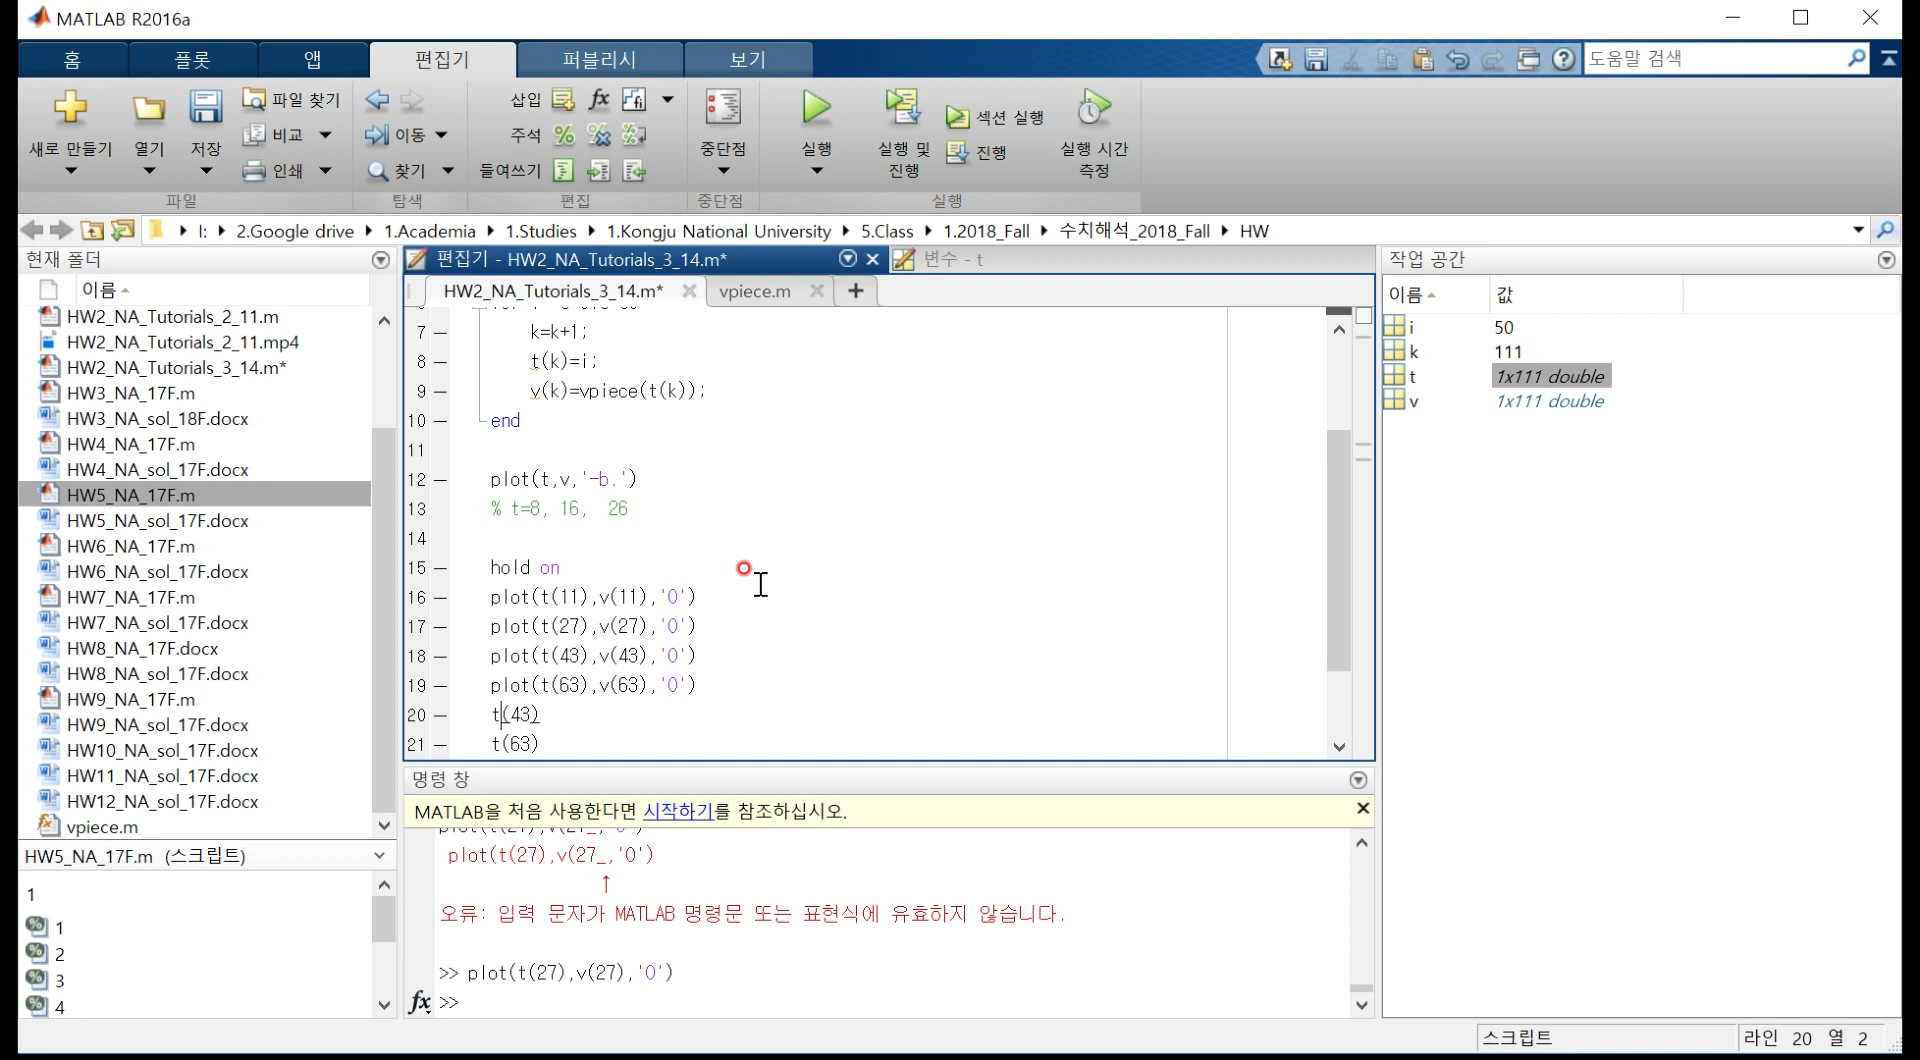 MATLAB R2016a
홈 플롯 앱 편집기 퍼블리시 보기 도움말 검색
새로 만들기 열기 저장 파일 찾기 비교 인쇄
이동 찾기
삽입 주석 들여쓰기
중단점
실행 실행 및 진행 섹션 실행 진행 실행 시간 측정
파일 탐색 편집 중단점 실행
I: 2.Google drive 1.Academia 1.Studies 1.Kongju National University 5.Class 1.2018_Fall 수치해석_2018_Fall HW
현재 폴더
이름
HW2_NA_Tutorials_2_11.m
HW2_NA_Tutorials_2_11.mp4
HW2_NA_Tutorials_3_14.m*
HW3_NA_17F.m
HW3_NA_sol_18F.docx
HW4_NA_17F.m
HW4_NA_sol_17F.docx
HW5_NA_17F.m
HW5_NA_sol_17F.docx
HW6_NA_17F.m
HW6_NA_sol_17F.docx
HW7_NA_17F.m
HW7_NA_sol_17F.docx
HW8_NA_17F.docx
HW8_NA_sol_17F.docx
HW9_NA_17F.m
HW9_NA_sol_17F.docx
HW10_NA_sol_17F.docx
HW11_NA_sol_17F.docx
HW12_NA_sol_17F.docx
vpiece.m
HW5_NA_17F.m (스크립트)
1
1
2
3
4
편집기 - HW2_NA_Tutorials_3_14.m* 변수 - t
HW2_NA_Tutorials_3_14.m* vpiece.m +
7 – k=k+1;
8 – t(k)=i;
9 – v(k)=vpiece(t(k));
10 – end
11
12 – plot(t,v,'-b.')
13 % t=8, 16, 26
14
15 – hold on
16 – plot(t(11),v(11),'O')
17 – plot(t(27),v(27),'O')
18 – plot(t(43),v(43),'O')
19 – plot(t(63),v(63),'O')
20 – t(43)
21 – t(63)
명령 창
MATLAB을 처음 사용한다면 시작하기를 참조하십시오.
plot(t(27),v(27_,'O')
↑
오류: 입력 문자가 MATLAB 명령문 또는 표현식에 유효하지 않습니다.
>> plot(t(27),v(27),'O')
fx >>
작업 공간
이름 값
i 50
k 111
t 1x111 double
v 1x111 double
스크립트 라인 20 열 2